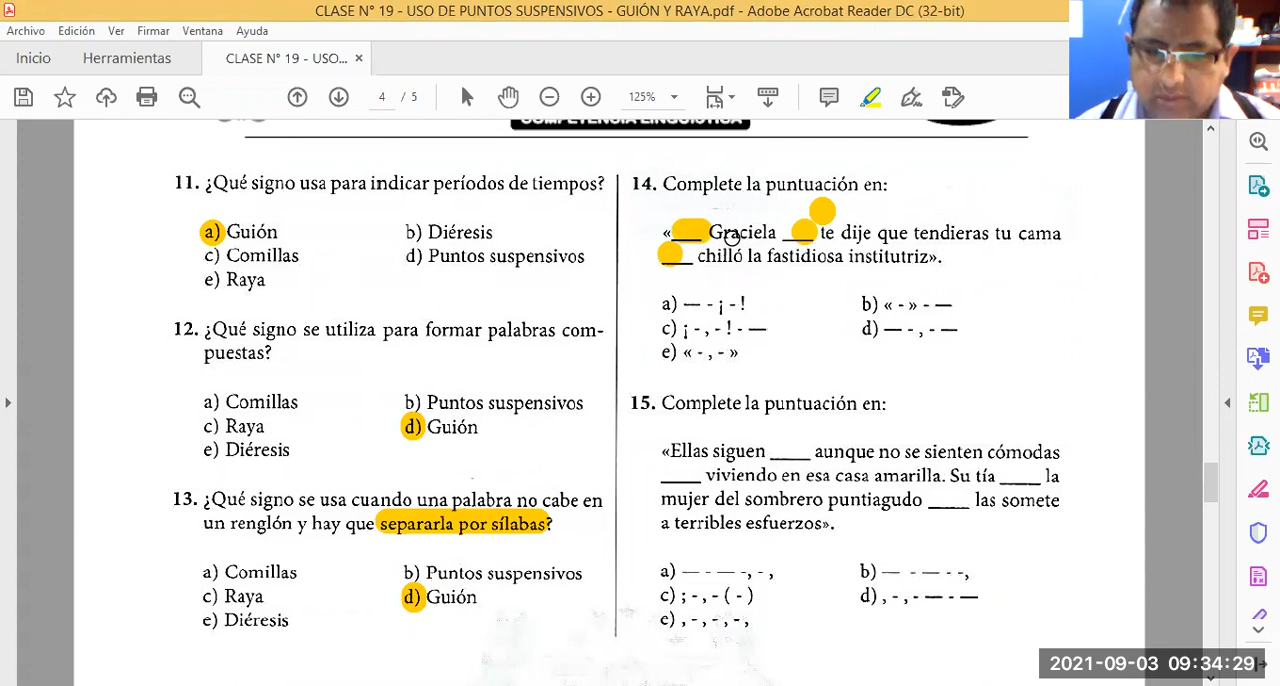 CLASE N° 19 - USO DE PUNTOS SUSPENSIVOS - GUIÓN Y RAYA.pdf - Adobe Acrobat Reader DC (32-bit)
Archivo Edición Ver Firmar Ventana Ayuda
Inicio Herramientas CLASE N° 19 - USO... ×
4 / 5 125%
COMPETENCIA LINGÜÍSTICA
11. ¿Qué signo usa para indicar períodos de tiempos?
a) Guión b) Diéresis
c) Comillas d) Puntos suspensivos
e) Raya
12. ¿Qué signo se utiliza para formar palabras com-
puestas?
a) Comillas b) Puntos suspensivos
c) Raya d) Guión
e) Diéresis
13. ¿Qué signo se usa cuando una palabra no cabe en
un renglón y hay que separarla por sílabas?
a) Comillas b) Puntos suspensivos
c) Raya d) Guión
e) Diéresis
14. Complete la puntuación en:
«___ Graciela ___ te dije que tendieras tu cama
___ chilló la fastidiosa institutriz».
a) — - ¡ - ! b) « - » - —
c) ¡ - , - ! - — d) — - , - —
e) « - , - »
15. Complete la puntuación en:
«Ellas siguen ____ aunque no se sienten cómodas
____ viviendo en esa casa amarilla. Su tía ____ la
mujer del sombrero puntiagudo ____ las somete
a terribles esfuerzos».
a) — - — -, - , b) — - — - -,
c) ; - , - ( - ) d) , - , - — - —
e) , - , - , - ,
2021-09-03 09:34:29